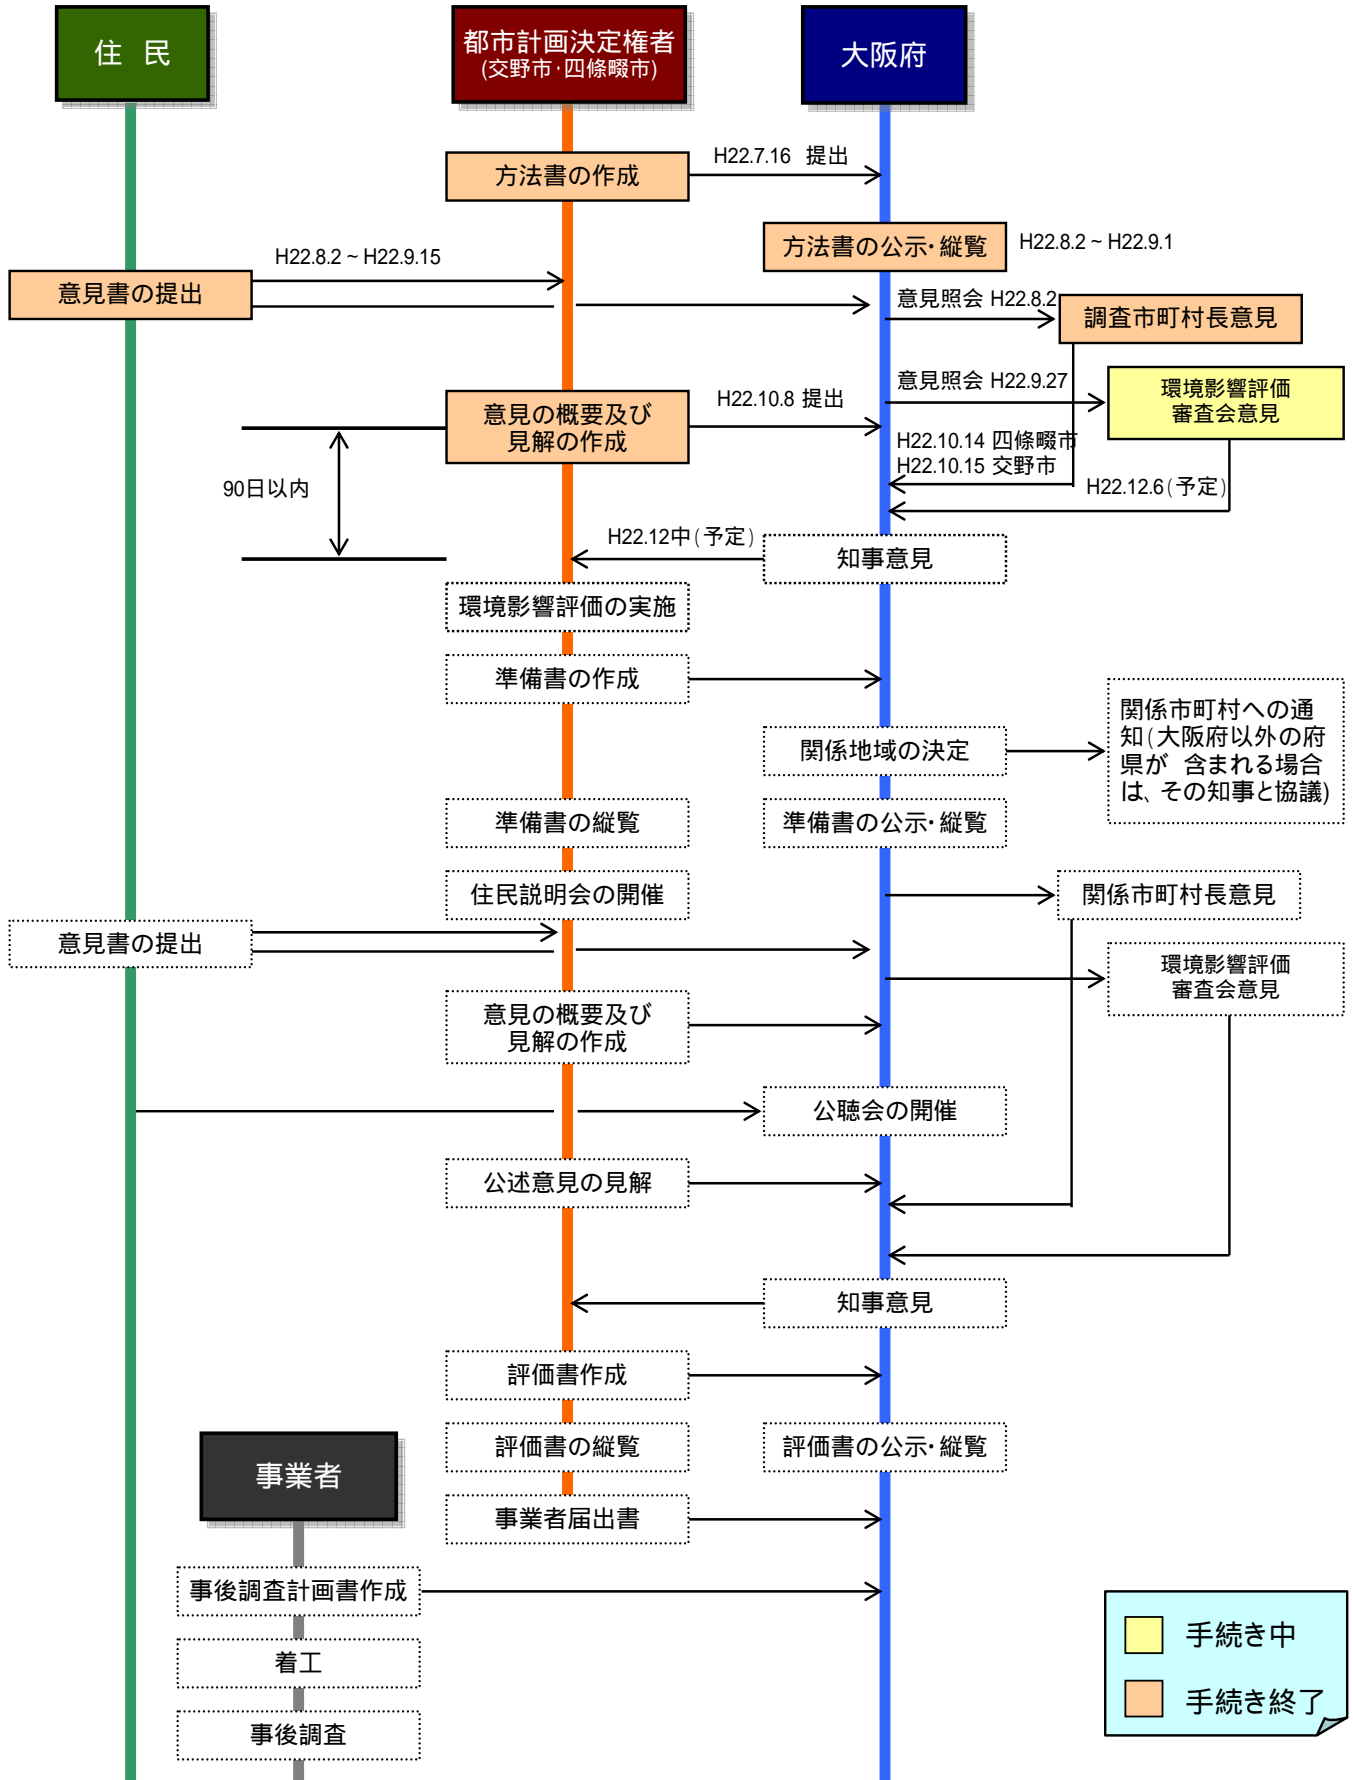 住 民
都市計画決定権者
(交野市・四條畷市)
大阪府
方法書の作成
H22.7.16 提出
方法書の公示・縦覧
H22.8.2 ~ H22.9.1
H22.8.2 ~ H22.9.15
意見書の提出
意見照会 H22.8.2
調査市町村長意見
意見照会 H22.9.27
環境影響評価
審査会意見
意見の概要及び
見解の作成
H22.10.8 提出
H22.10.14 四條畷市
H22.10.15 交野市
H22.12.6(予定)
90日以内
H22.12中(予定)
知事意見
環境影響評価の実施
準備書の作成
関係地域の決定
関係市町村への通
知(大阪府以外の府
県が 含まれる場合
は、その知事と協議)
準備書の縦覧
準備書の公示・縦覧
住民説明会の開催
関係市町村長意見
意見書の提出
環境影響評価
審査会意見
意見の概要及び
見解の作成
公聴会の開催
公述意見の見解
知事意見
評価書作成
評価書の縦覧
評価書の公示・縦覧
事業者
事業者届出書
事後調査計画書作成
着工
事後調査
手続き中
手続き終了